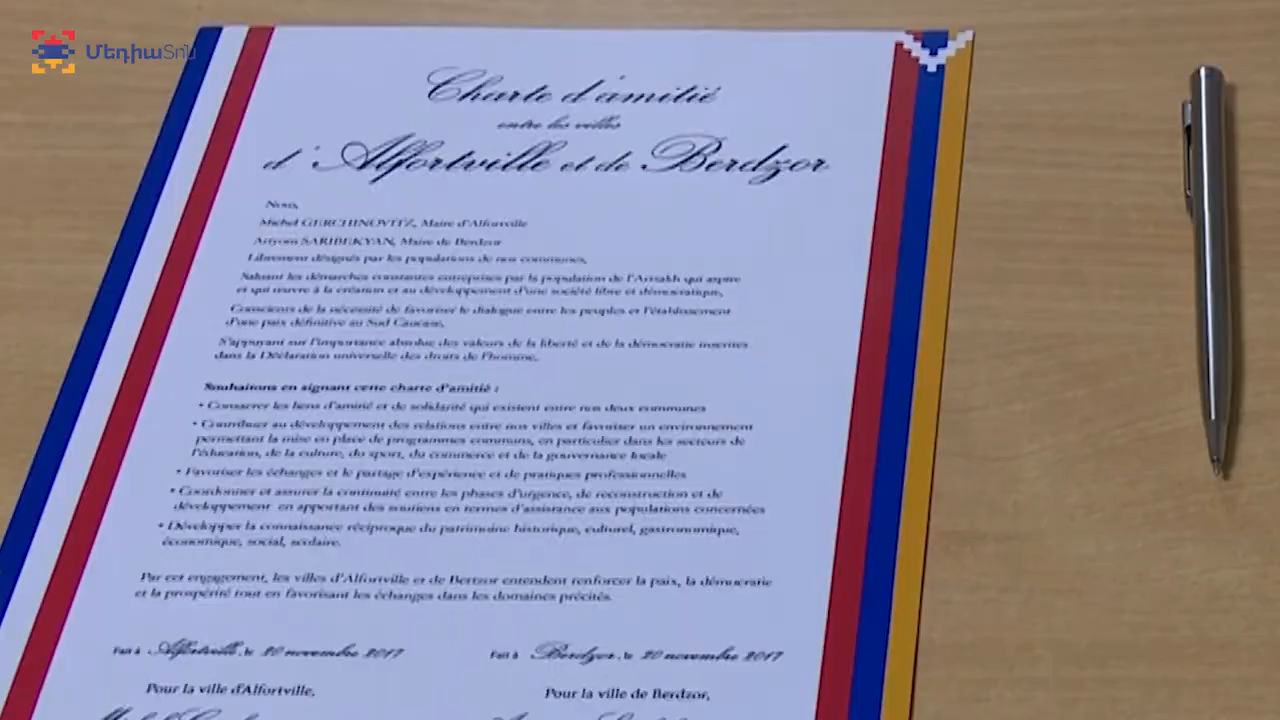 ՄեդիաՏուն
Charte d'amitié
entre les villes
d'Alfortville et de Berdzor
Nous,
Michel GERCHINOVITZ, Maire d'Alfortville
Artyom SARIBEKYAN, Maire de Berdzor
Librement désignés par les populations de nos communes,
Saluant les démarches constantes entreprises par la population de l'Artsakh qui aspire
et qui œuvre à la création et au développement d'une société libre et démocratique,
Conscients de la nécessité de favoriser le dialogue entre les peuples et l'établissement
d'une paix définitive au Sud Caucase,
S'appuyant sur l'importance absolue des valeurs de la liberté et de la démocratie inscrites
dans la Déclaration universelle des droits de l'homme,
Souhaitons en signant cette charte d'amitié :
• Consacrer les liens d'amitié et de solidarité qui existent entre nos deux communes
• Contribuer au développement des relations entre nos villes et favoriser un environnement
permettant la mise en place de programmes communs, en particulier dans les secteurs de
l'éducation, de la culture, du sport, du commerce et de la gouvernance locale
• Favoriser les échanges et le partage d'expérience et de pratiques professionnelles
• Coordonner et assurer la continuité entre les phases d'urgence, de reconstruction et de
développement en apportant des soutiens en termes d'assistance aux populations concernées
• Développer la connaissance réciproque du patrimoine historique, culturel, gastronomique,
économique, social, scolaire.
Par cet engagement, les villes d'Alfortville et de Bertzor entendent renforcer la paix, la démocratie
et la prospérité tout en favorisant les échanges dans les domaines précités.
Fait à Alfortville, le 20 novembre 2017
Fait à Berdzor, le 20 novembre 2017
Pour la ville d'Alfortville,
Pour la ville de Berdzor,